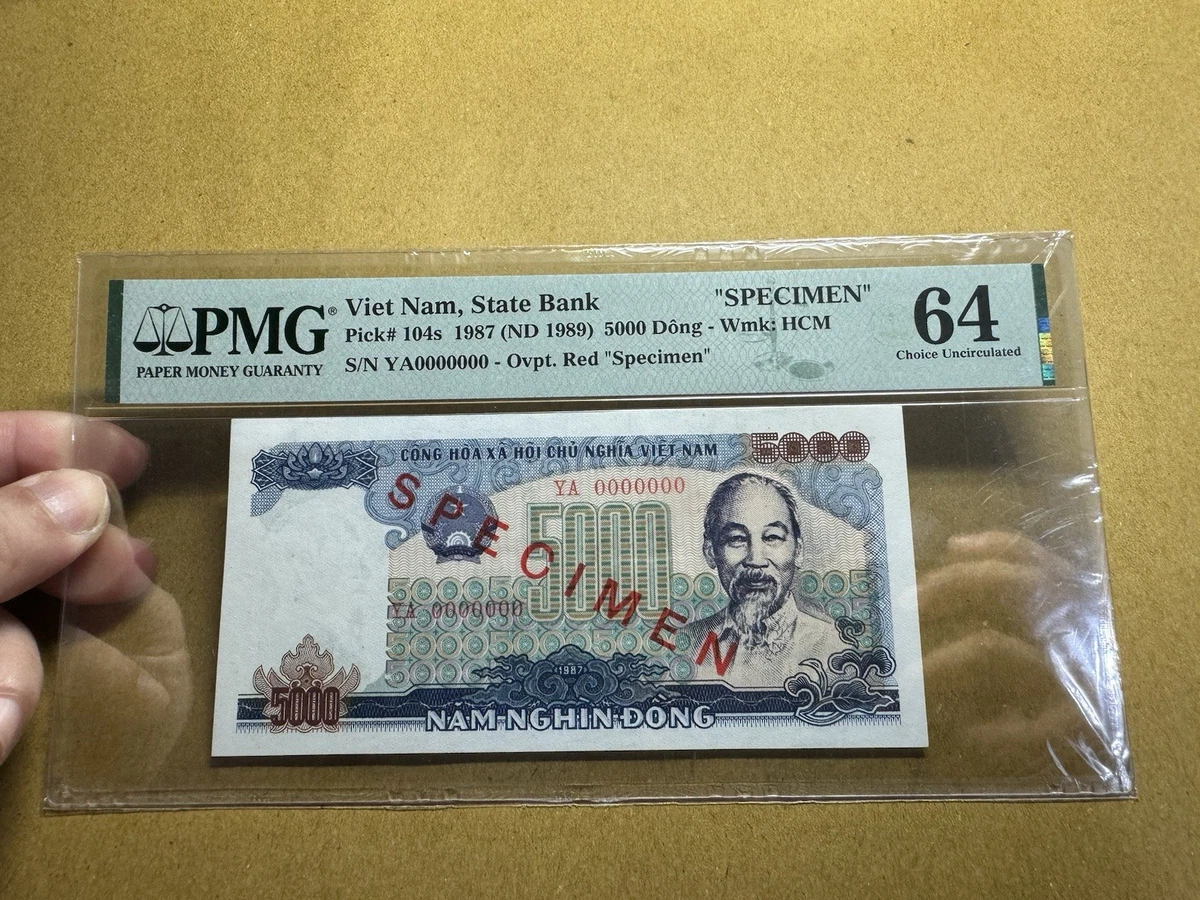 PMG®
PAPER MONEY GUARANTY
Viet Nam, State Bank "SPECIMEN"
Pick# 104s 1987 (ND 1989) 5000 Dông - Wmk: HCM
S/N YA0000000 - Ovpt. Red "Specimen"
64
Choice Uncirculated
CỘNG HÒA XÃ HỘI CHỦ NGHĨA VIỆT NAM
5000
YA 0000000
SPECIMEN
5000
YA 0000000
1987
5000
NĂM NGHÌN ĐỒNG